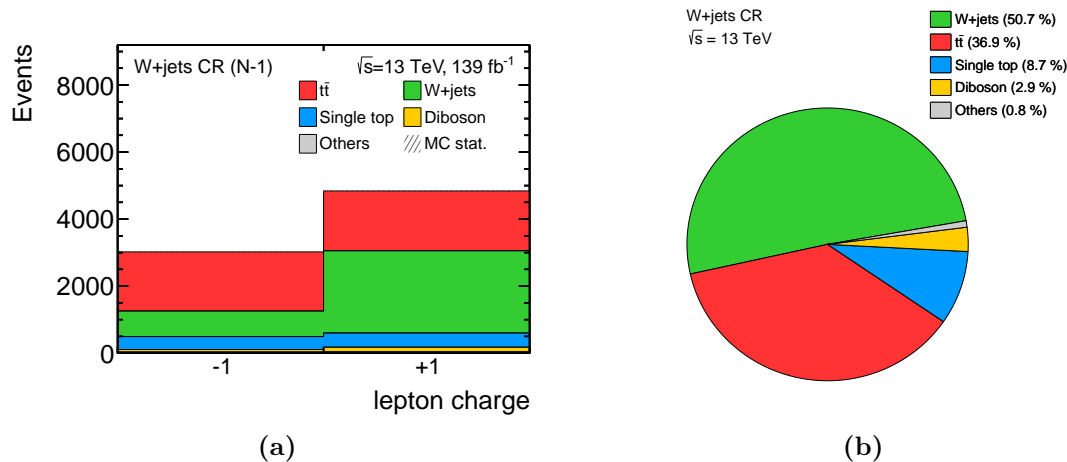 Events
8000
6000
4000
2000
0
W+jets CR (N-1)
√s=13 TeV, 139 fb⁻¹
tt̄
W+jets
Single top
Diboson
Others
MC stat.
-1
+1
lepton charge
(a)
W+jets CR
√s = 13 TeV
W+jets (50.7 %)
tt̄ (36.9 %)
Single top (8.7 %)
Diboson (2.9 %)
Others (0.8 %)
(b)